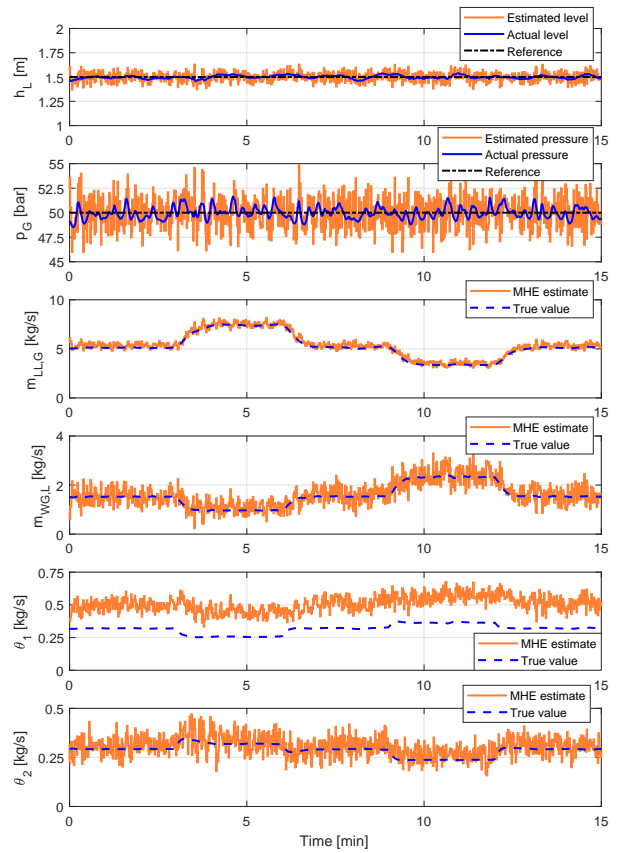 Estimated level
Actual level
Reference
2
1.75
1.5
1.25
1
h_L [m]
0 5 10 15
Estimated pressure
Actual pressure
Reference
55
52.5
50
47.5
45
p_G [bar]
0 5 10 15
MHE estimate
True value
10
5
0
m_LL,G [kg/s]
0 5 10 15
MHE estimate
True value
4
2
0
m_WG,L [kg/s]
0 5 10 15
0.75
0.5
0.25
0
θ_1 [kg/s]
MHE estimate
True value
0 5 10 15
MHE estimate
True value
0.5
0.25
0
θ_2 [kg/s]
0 5 10 15
Time [min]